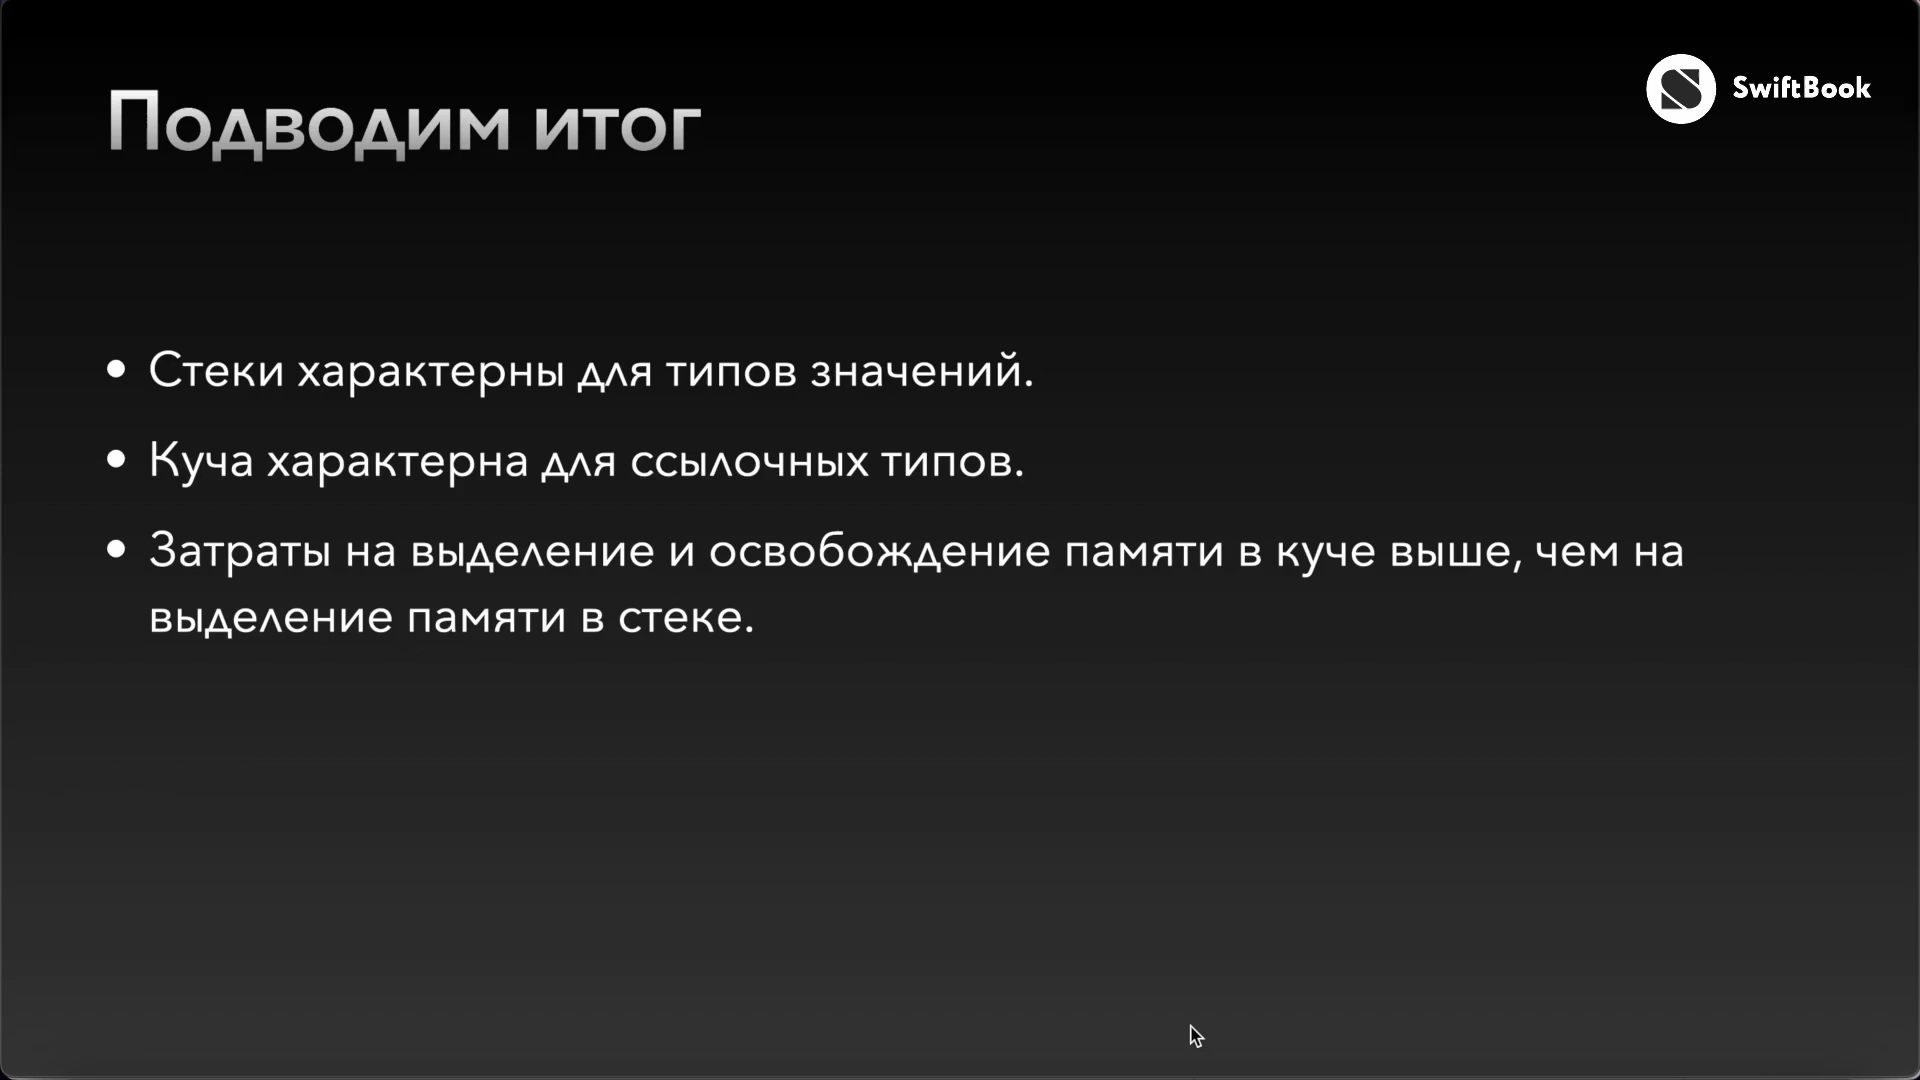 SwiftBook
Подводим итог
• Стеки характерны для типов значений.
• Куча характерна для ссылочных типов.
• Затраты на выделение и освобождение памяти в куче выше, чем на
выделение памяти в стеке.